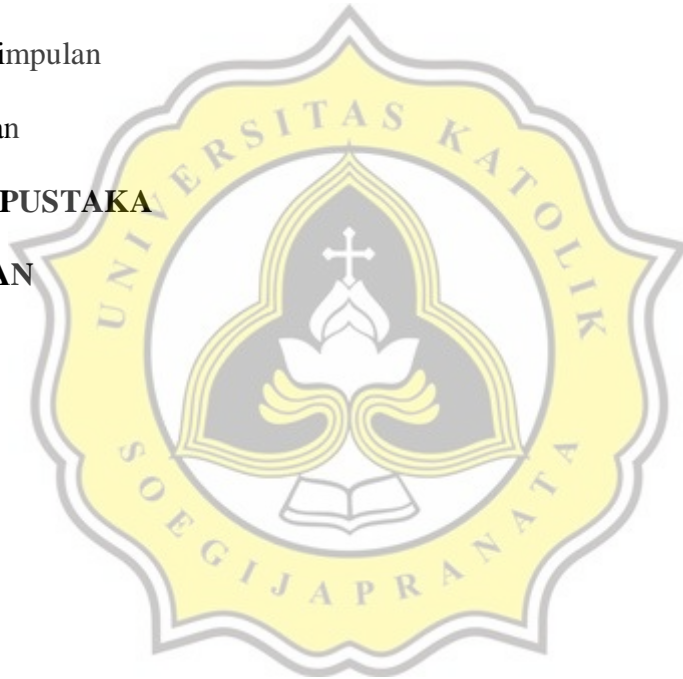 impulan
an
PUSTAKA
AN
UNIVERSITAS KATOLIK
SOEGIJAPRANATA